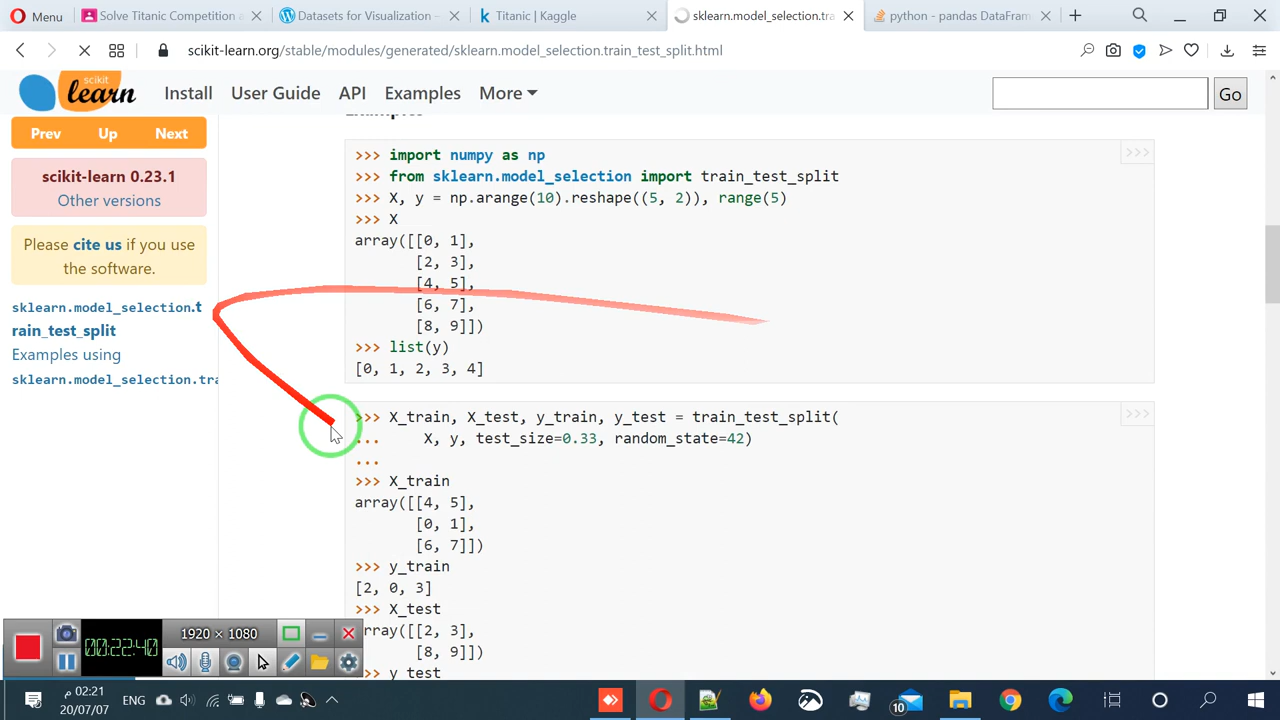 Menu
Solve Titanic Competition a
Datasets for Visualization –
Titanic | Kaggle
sklearn.model_selection.tra
python - pandas DataFram
scikit-learn.org/stable/modules/generated/sklearn.model_selection.train_test_split.html
scikit
learn
Install
User Guide
API
Examples
More
Go
Prev
Up
Next
scikit-learn 0.23.1
Other versions
Please cite us if you use
the software.
sklearn.model_selection.t
rain_test_split
Examples using
sklearn.model_selection.tra
Examples
>>>
>>> import numpy as np
>>> from sklearn.model_selection import train_test_split
>>> X, y = np.arange(10).reshape((5, 2)), range(5)
>>> X
array([[0, 1],
[2, 3],
[4, 5],
[6, 7],
[8, 9]])
>>> list(y)
[0, 1, 2, 3, 4]
>>>
>>> X_train, X_test, y_train, y_test = train_test_split(
... X, y, test_size=0.33, random_state=42)
...
>>> X_train
array([[4, 5],
[0, 1],
[6, 7]])
>>> y_train
[2, 0, 3]
>>> X_test
rray([[2, 3],
[8, 9]])
>> y_test
00:22:40
1920 × 1080
ENG
02:21 م
20/07/07
10